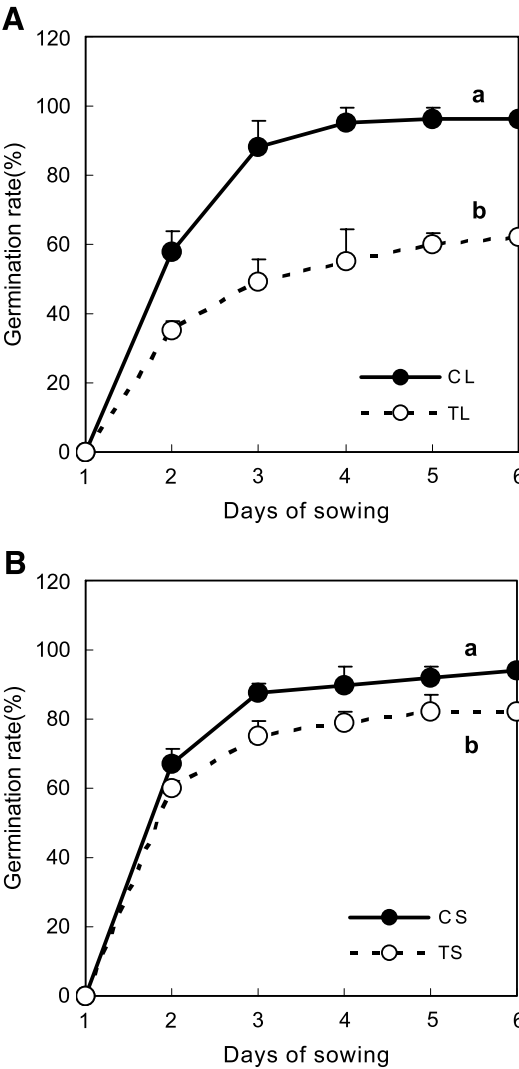 A
120
100
80
60
40
20
0
Germination rate(%)
a
b
CL
TL
1 2 3 4 5 6
Days of sowing
B
120
100
80
60
40
20
0
Germination rate(%)
a
b
CS
TS
1 2 3 4 5 6
Days of sowing